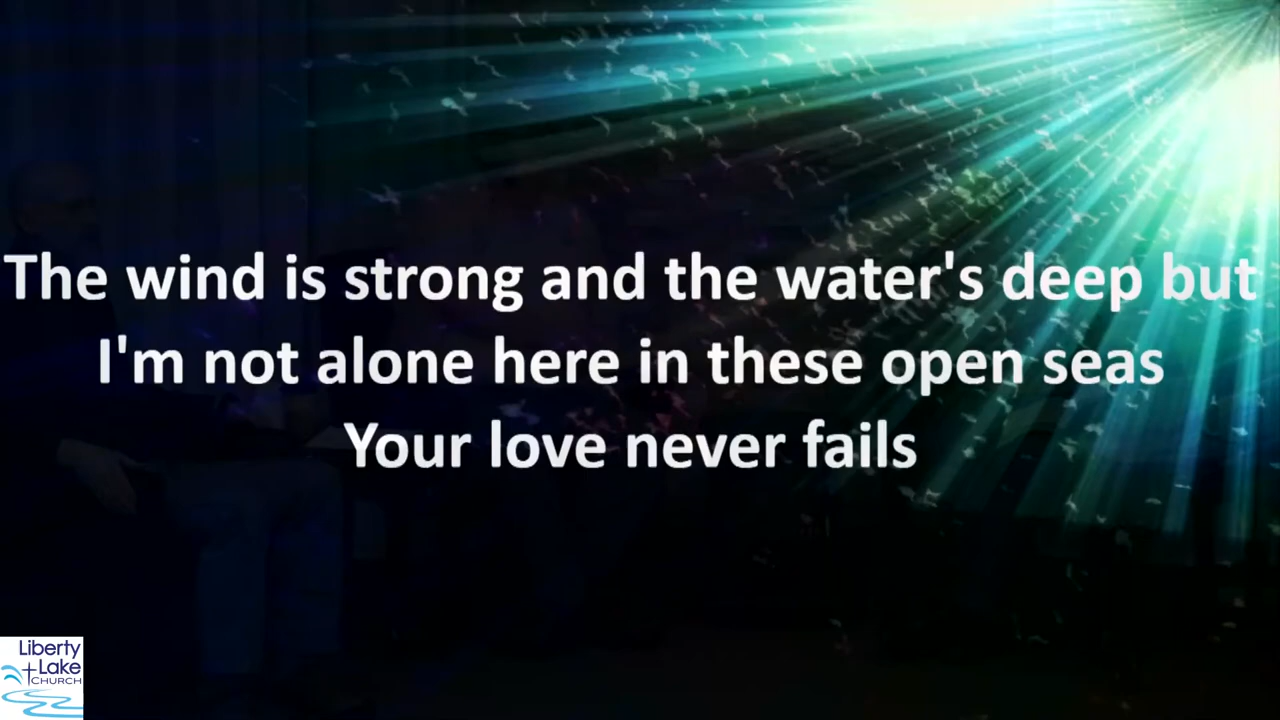 The wind is strong and the water's deep but
I'm not alone here in these open seas
Your love never fails
Liberty
Lake
CHURCH